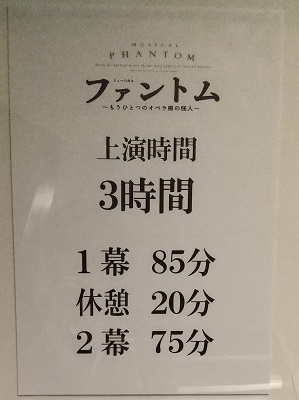 MUSICAL
PHANTOM
ミュージカル
ファントム
～もうひとつのオペラ座の怪人～
上演時間
3時間
1幕 85分
休憩 20分
2幕 75分